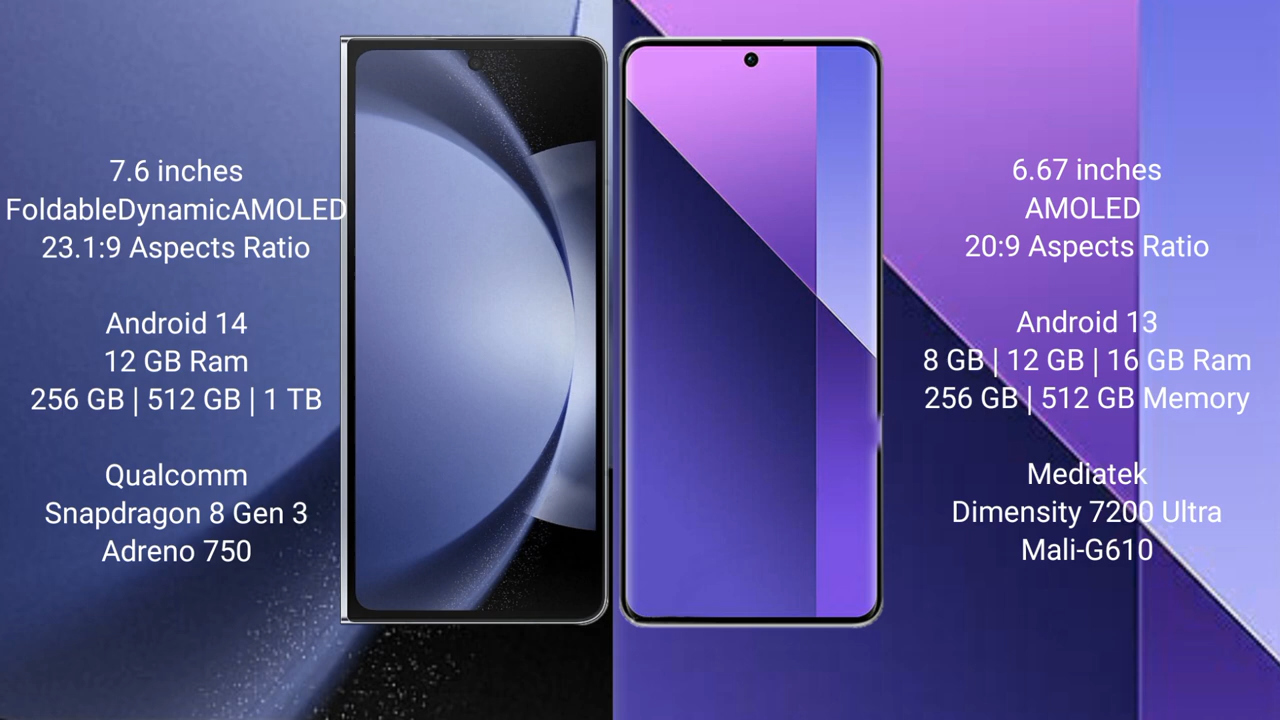 7.6 inches
FoldableDynamicAMOLED
23.1:9 Aspects Ratio
Android 14
12 GB Ram
256 GB | 512 GB | 1 TB
Qualcomm
Snapdragon 8 Gen 3
Adreno 750
6.67 inches
AMOLED
20:9 Aspects Ratio
Android 13
8 GB | 12 GB | 16 GB Ram
256 GB | 512 GB Memory
Mediatek
Dimensity 7200 Ultra
Mali-G610